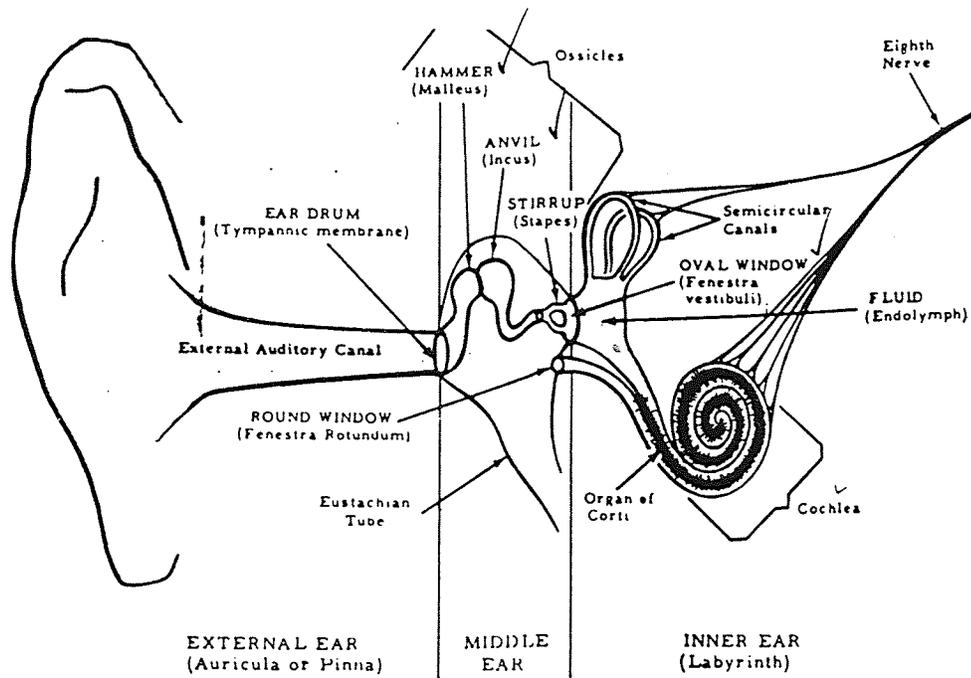 Ossicles
Eighth
Nerve
HAMMER
(Malleus)
ANVIL
(Incus)
STIRRUP
(Stapes)
EAR DRUM
(Tympannic membrane)
Semicircular
Canals
OVAL WINDOW
(Fenestra
vestibuli)
FLUID
(Endolymph)
External Auditory Canal
ROUND WINDOW
(Fenestra Rotundum)
Eustachian
Tube
Organ of
Corti
Cochlea
EXTERNAL EAR
(Auricula or Pinna)
MIDDLE
EAR
INNER EAR
(Labyrinth)